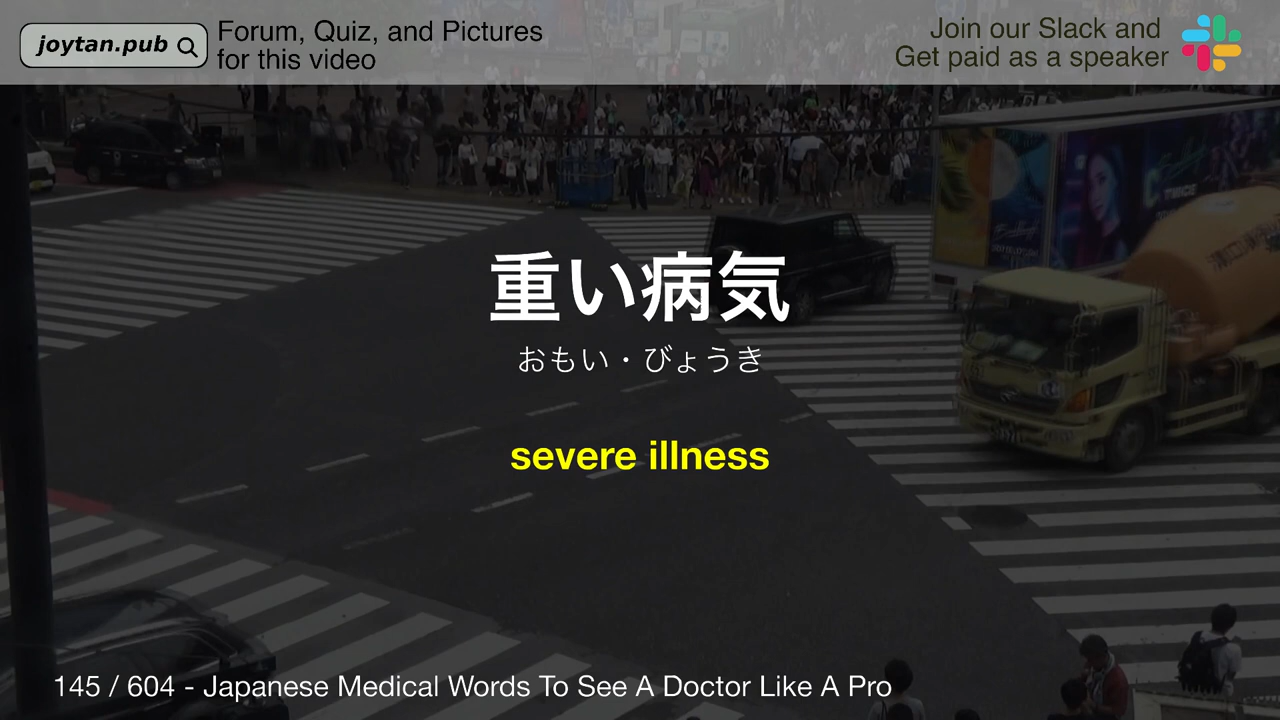 joytan.pub
Forum, Quiz, and Pictures
for this video
Join our Slack and
Get paid as a speaker
重い病気
おもい・びょうき
severe illness
145 / 604 - Japanese Medical Words To See A Doctor Like A Pro